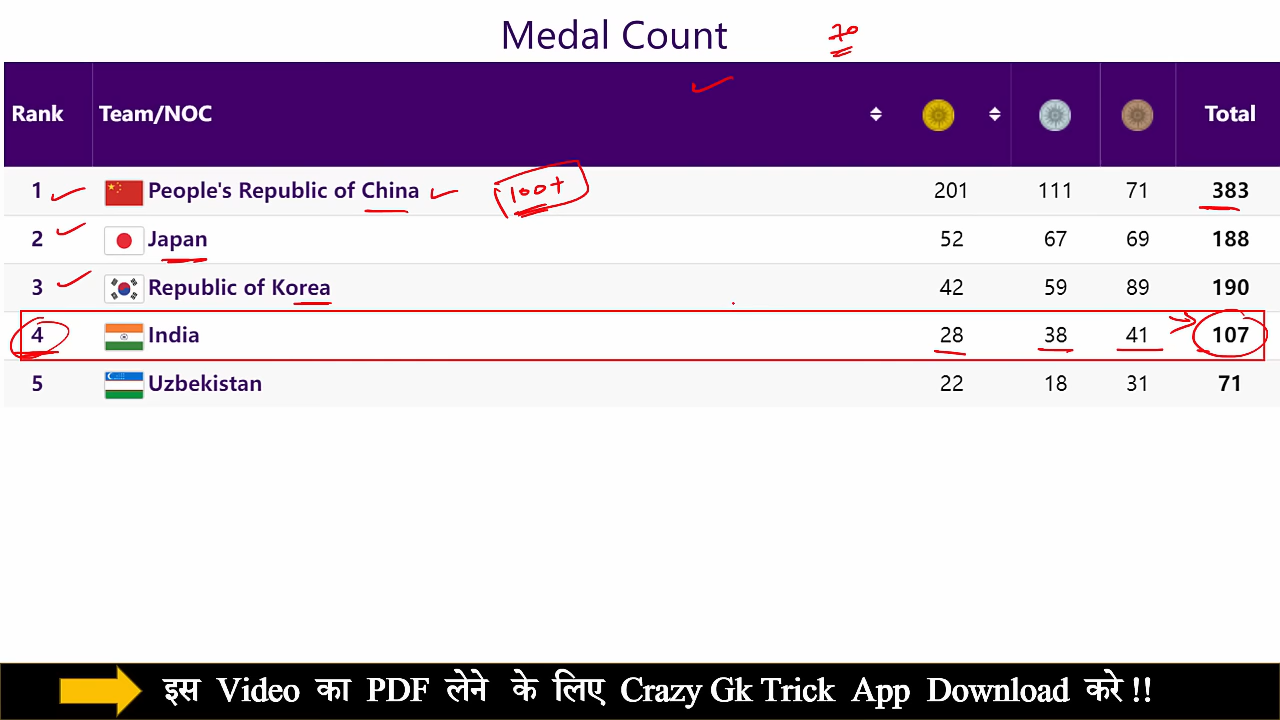 Medal Count
70
Rank Team/NOC Total
1 People's Republic of China 100+ 201 111 71 383
2 Japan 52 67 69 188
3 Republic of Korea 42 59 89 190
4 India 28 38 41 107
5 Uzbekistan 22 18 31 71
इस Video का PDF लेने के लिए Crazy Gk Trick App Download करे !!